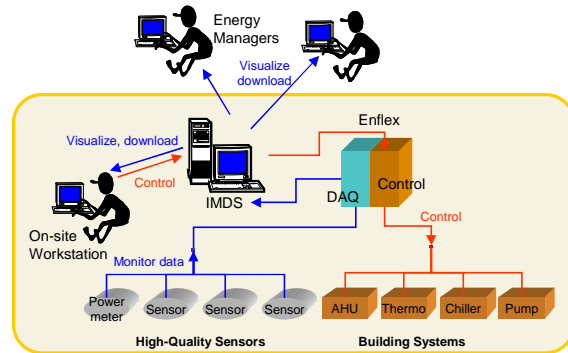 Energy
Managers
Visualize
download
Enflex
Visualize, download
Control
IMDS
DAQ
Control
On-site
Workstation
Control
Monitor data
Power
meter
Sensor
Sensor
Sensor
AHU
Thermo
Chiller
Pump
High-Quality Sensors
Building Systems